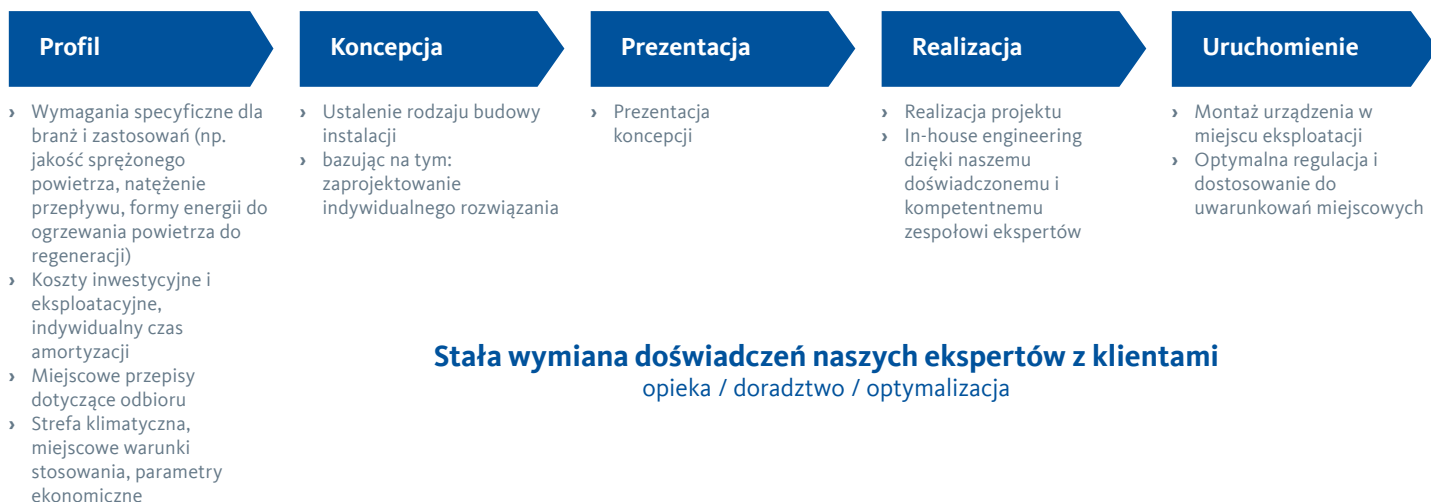 Profil
› Wymagania specyficzne dla
branż i zastosowań (np.
jakość sprężonego
powietrza, natężenie
przepływu, formy energii do
ogrzewania powietrza do
regeneracji)
› Koszty inwestycyjne i
eksploatacyjne,
indywidualny czas
amortyzacji
› Miejscowe przepisy
dotyczące odbioru
› Strefa klimatyczna,
miejscowe warunki
stosowania, parametry
ekonomiczne
Koncepcja
› Ustalenie rodzaju budowy
instalacji
› bazując na tym:
zaprojektowanie
indywidualnego rozwiązania
Prezentacja
› Prezentacja
koncepcji
Realizacja
› Realizacja projektu
› In-house engineering
dzięki naszemu
doświadczonemu i
kompetentnemu
zespołowi ekspertów
Uruchomienie
› Montaż urządzenia w
miejscu eksploatacji
› Optymalna regulacja i
dostosowanie do
uwarunkowań miejscowych
Stała wymiana doświadczeń naszych ekspertów z klientami
opieka / doradztwo / optymalizacja